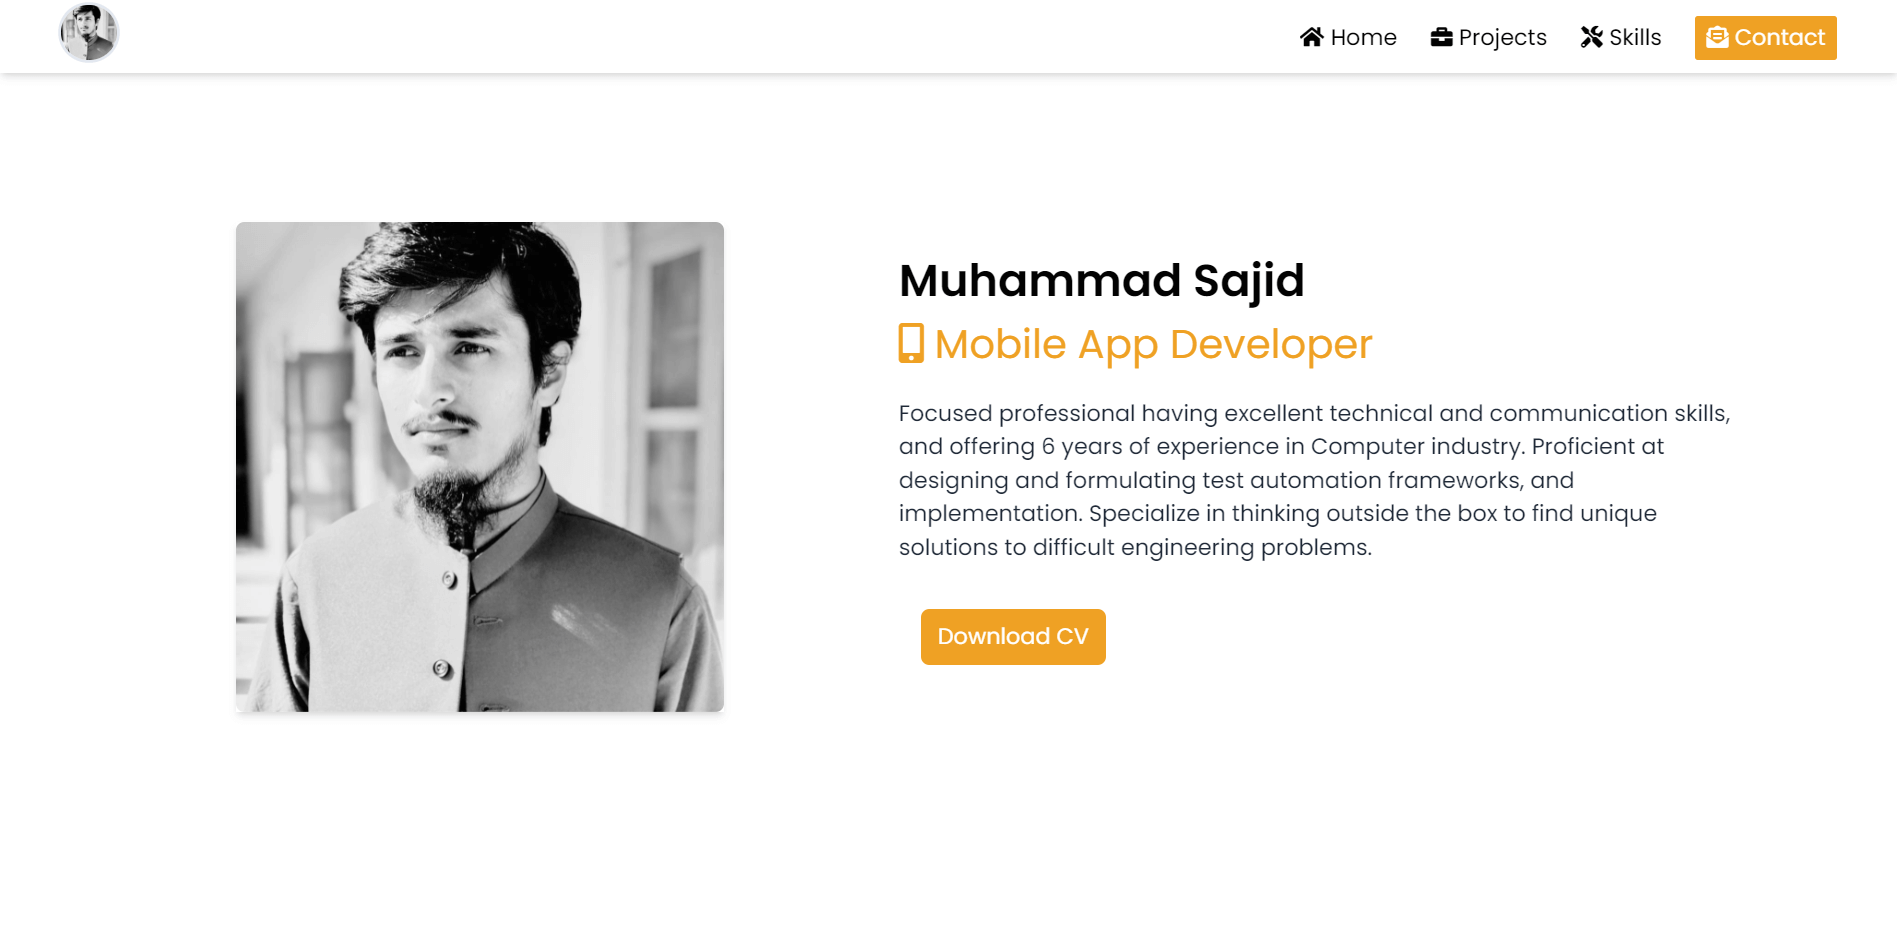 Home Projects Skills Contact
Muhammad Sajid
Mobile App Developer
Focused professional having excellent technical and communication skills,
and offering 6 years of experience in Computer industry. Proficient at
designing and formulating test automation frameworks, and
implementation. Specialize in thinking outside the box to find unique
solutions to difficult engineering problems.
Download CV